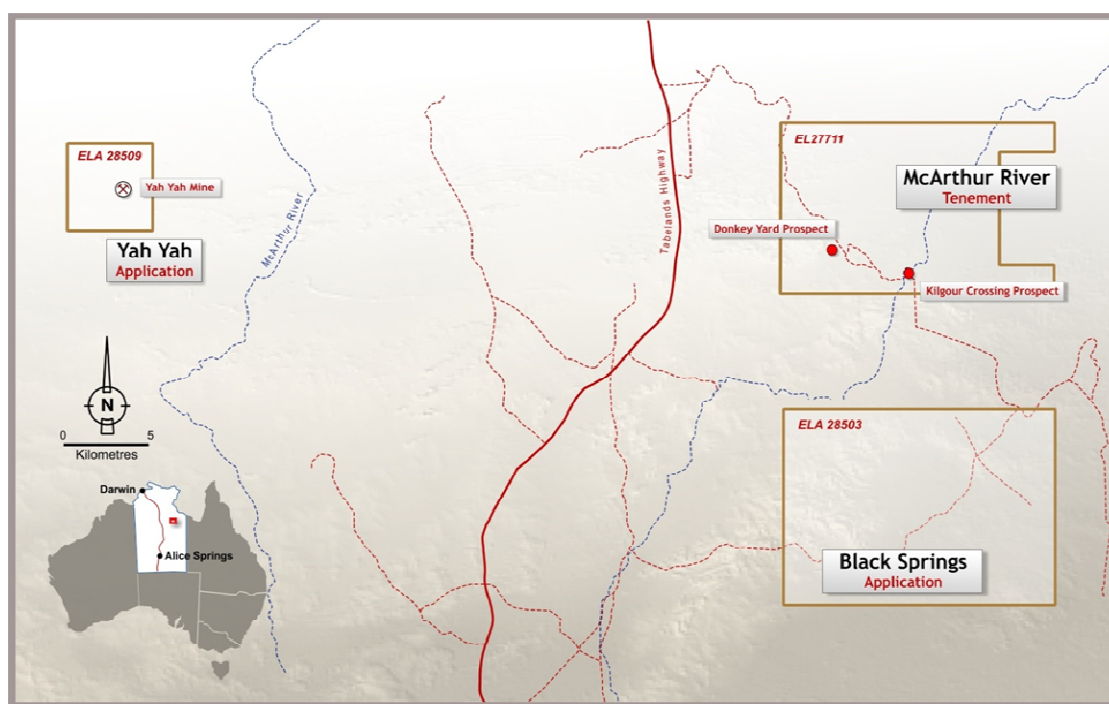 ELA 28509
Yah Yah Mine
Yah Yah
Application
McArthur River
Tabelands Highway
EL27711
McArthur River
Tenement
Donkey Yard Prospect
Kilgour Crossing Prospect
N
0 5
Kilometres
Darwin
Alice Springs
ELA 28503
Black Springs
Application